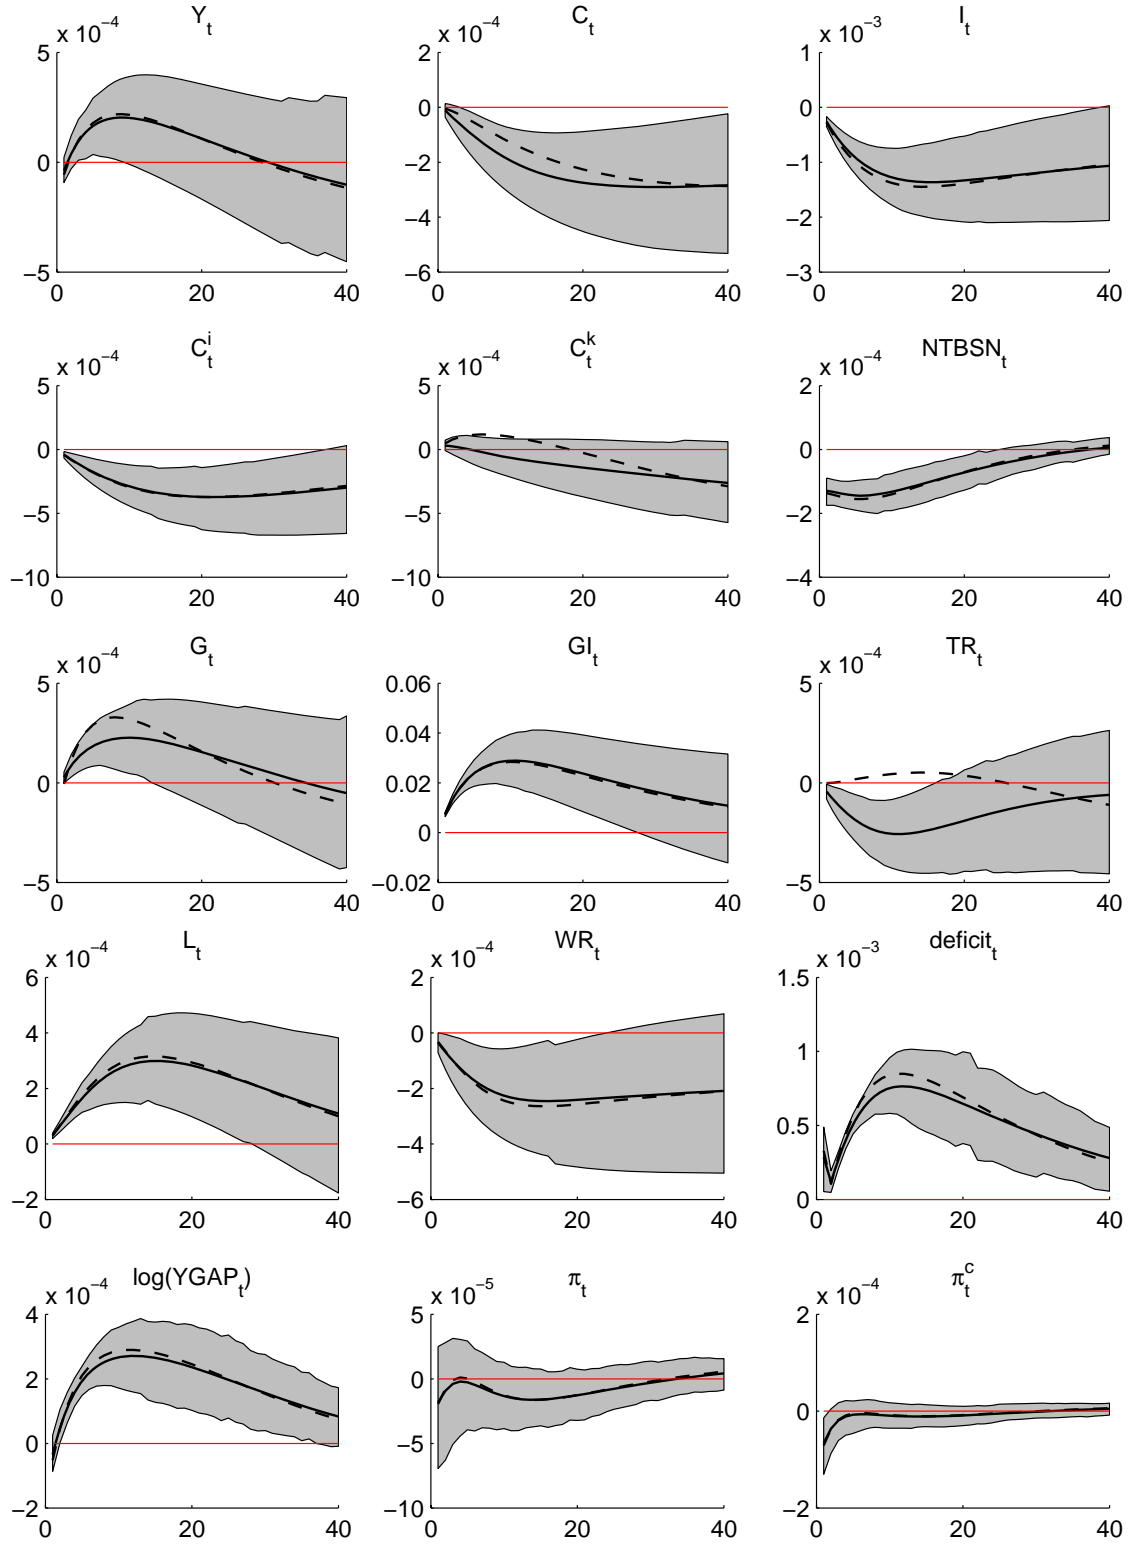 Y_t C_t I_t
x 10^−4 x 10^−4 x 10^−3
5 0 −5 0 20 40
2 0 −2 −4 −6 0 20 40
1 0 −1 −2 −3 0 20 40
C_t^i C_t^k NTBSN_t
x 10^−4 x 10^−4 x 10^−4
5 0 −5 −10 0 20 40
5 0 −5 −10 0 20 40
2 0 −2 −4 0 20 40
G_t GI_t TR_t
x 10^−4 x 10^−4
5 0 −5 0 20 40
0.06 0.04 0.02 0 −0.02 0 20 40
5 0 −5 0 20 40
L_t WR_t deficit_t
x 10^−4 x 10^−4 x 10^−3
6 4 2 0 −2 0 20 40
2 0 −2 −4 −6 0 20 40
1.5 1 0.5 0 0 20 40
log(YGAP_t) π_t π_t^c
x 10^−4 x 10^−5 x 10^−4
4 2 0 −2 0 20 40
5 0 −5 −10 0 20 40
2 0 −2 0 20 40